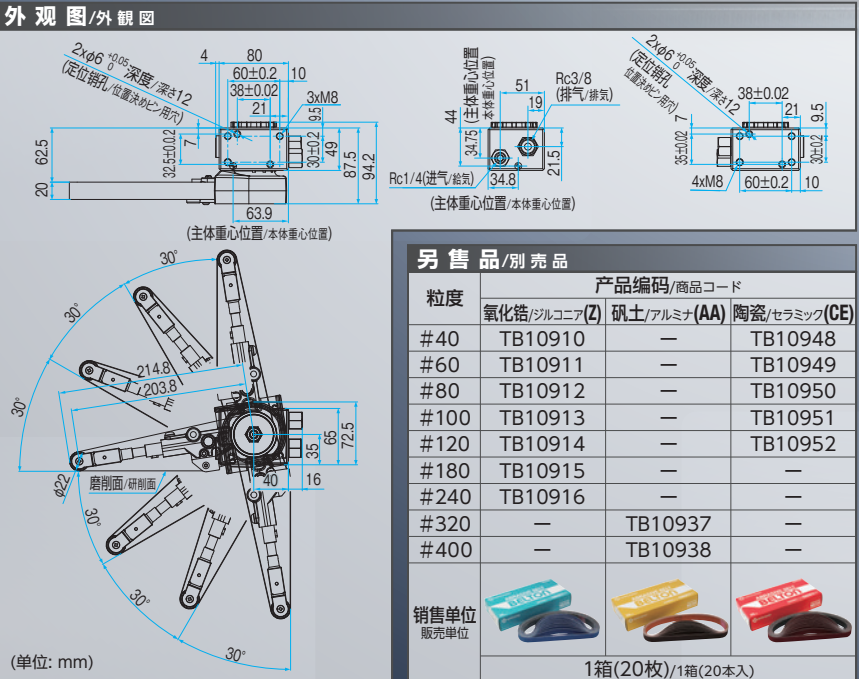 外 观 图/外 観 図
2xφ6 +0.05 0 深度/深さ12
(定位销孔/位置決めピン用穴)
4
80
60±0.2
10
38±0.02
21
3xM8
9.5
62.5
20
32.5±0.02
7
30±0.2
49
87.5
94.2
63.9
(主体重心位置/本体重心位置)
(主体重心位置
本体重心位置)
44
34.75
51
19
Rc3/8
(排气/排気)
21.5
Rc1/4(进气/給気)
34.8
(主体重心位置/本体重心位置)
2xφ6 +0.05 0 深度/深さ12
(定位销孔
位置決めピン用穴)
38±0.02
21
9.5
7
35±0.02
30±0.2
4xM8
60±0.2
10
30°
30°
30°
214.8
203.8
φ22
磨削面/研削面
35
65
72.5
40
16
30°
30°
30°
(单位: mm)
另 售 品/別 売 品
粒度
产品编码/商品コード
氧化锆/ジルコニア(Z) 矾土/アルミナ(AA) 陶瓷/セラミック(CE)
#40 TB10910 — TB10948
#60 TB10911 — TB10949
#80 TB10912 — TB10950
#100 TB10913 — TB10951
#120 TB10914 — TB10952
#180 TB10915 — —
#240 TB10916 — —
#320 — TB10937 —
#400 — TB10938 —
销售单位
販売単位
BELTON BELTON BELTON
1箱(20枚)/1箱(20本入)